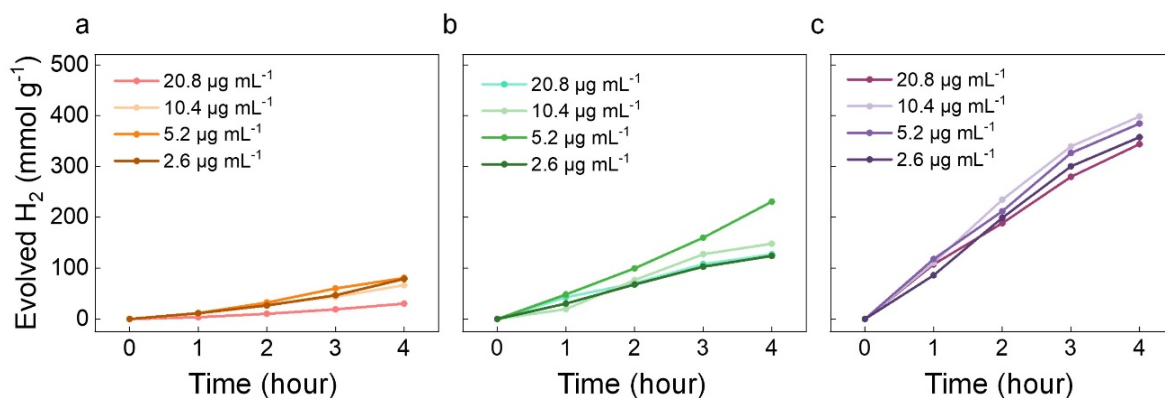 a
b
c
Evolved H₂ (mmol g⁻¹)
500
400
300
200
100
0
20.8 µg mL⁻¹
10.4 µg mL⁻¹
5.2 µg mL⁻¹
2.6 µg mL⁻¹
0 1 2 3 4
Time (hour)
20.8 µg mL⁻¹
10.4 µg mL⁻¹
5.2 µg mL⁻¹
2.6 µg mL⁻¹
0 1 2 3 4
Time (hour)
20.8 µg mL⁻¹
10.4 µg mL⁻¹
5.2 µg mL⁻¹
2.6 µg mL⁻¹
0 1 2 3 4
Time (hour)